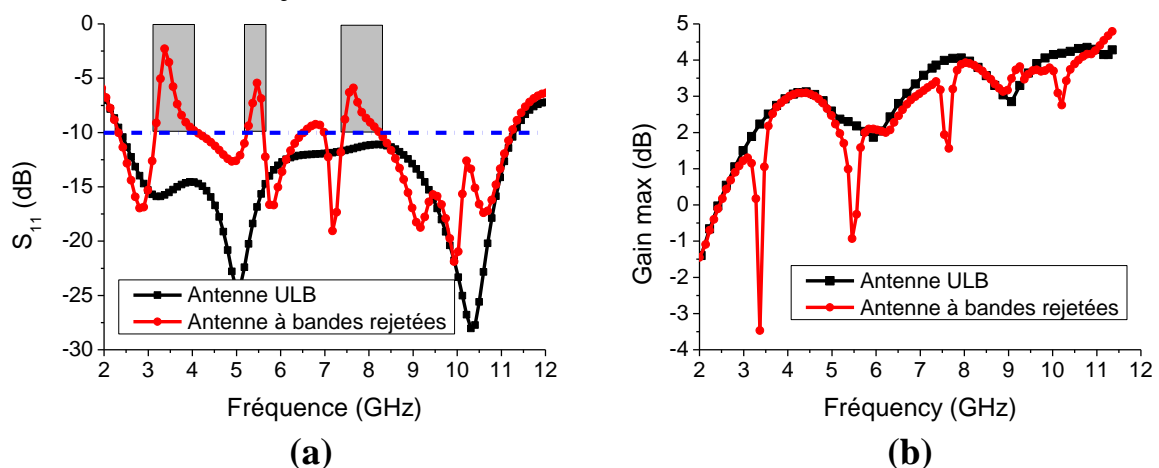 0
-5
-10
-15
-20
-25
-30
S11 (dB)
2 3 4 5 6 7 8 9 10 11 12
Fréquence (GHz)
Antenne ULB
Antenne à bandes rejetées
(a)
5
4
3
2
1
0
-1
-2
-3
-4
Gain max (dB)
2 3 4 5 6 7 8 9 10 11 12
Fréquency (GHz)
Antenne ULB
Antenne à bandes rejetées
(b)